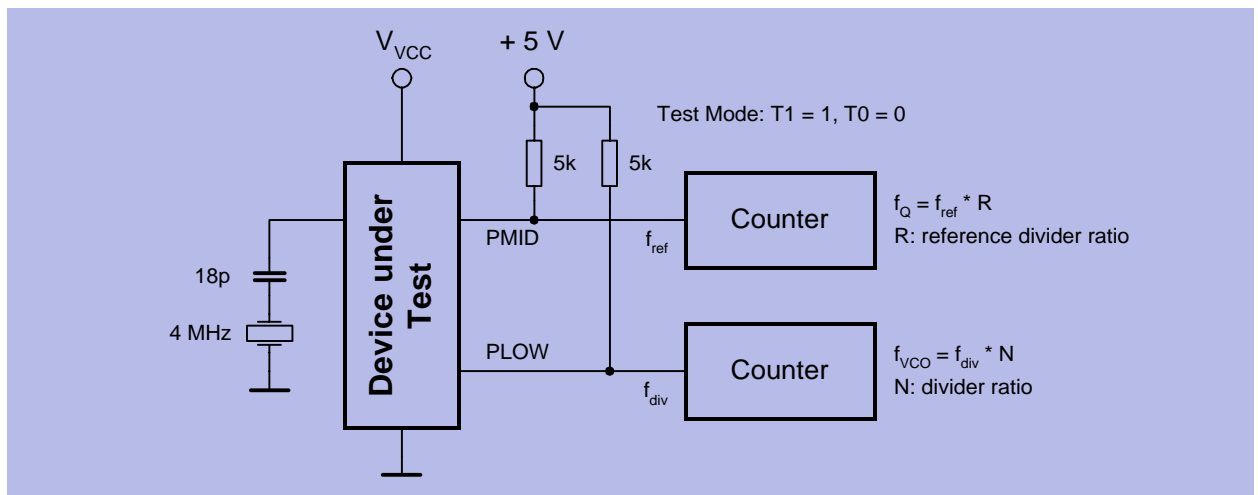 V_VCC
+ 5 V
Test Mode: T1 = 1, T0 = 0
5k
5k
Counter
f_Q = f_ref * R
R: reference divider ratio
PMID
f_ref
18p
4 MHz
Device under
Test
PLOW
f_div
Counter
f_VCO = f_div * N
N: divider ratio